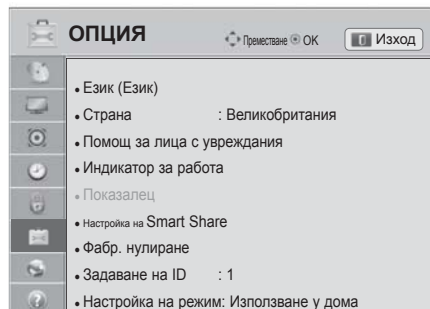 ОПЦИЯ Преместване OK Изход
• Език (Език)
• Страна : Великобритания
• Помощ за лица с увреждания
• Индикатор за работа
• Показалец
• Настройка на Smart Share
• Фабр. нулиране
• Задаване на ID : 1
• Настройка на режим: Използване у дома